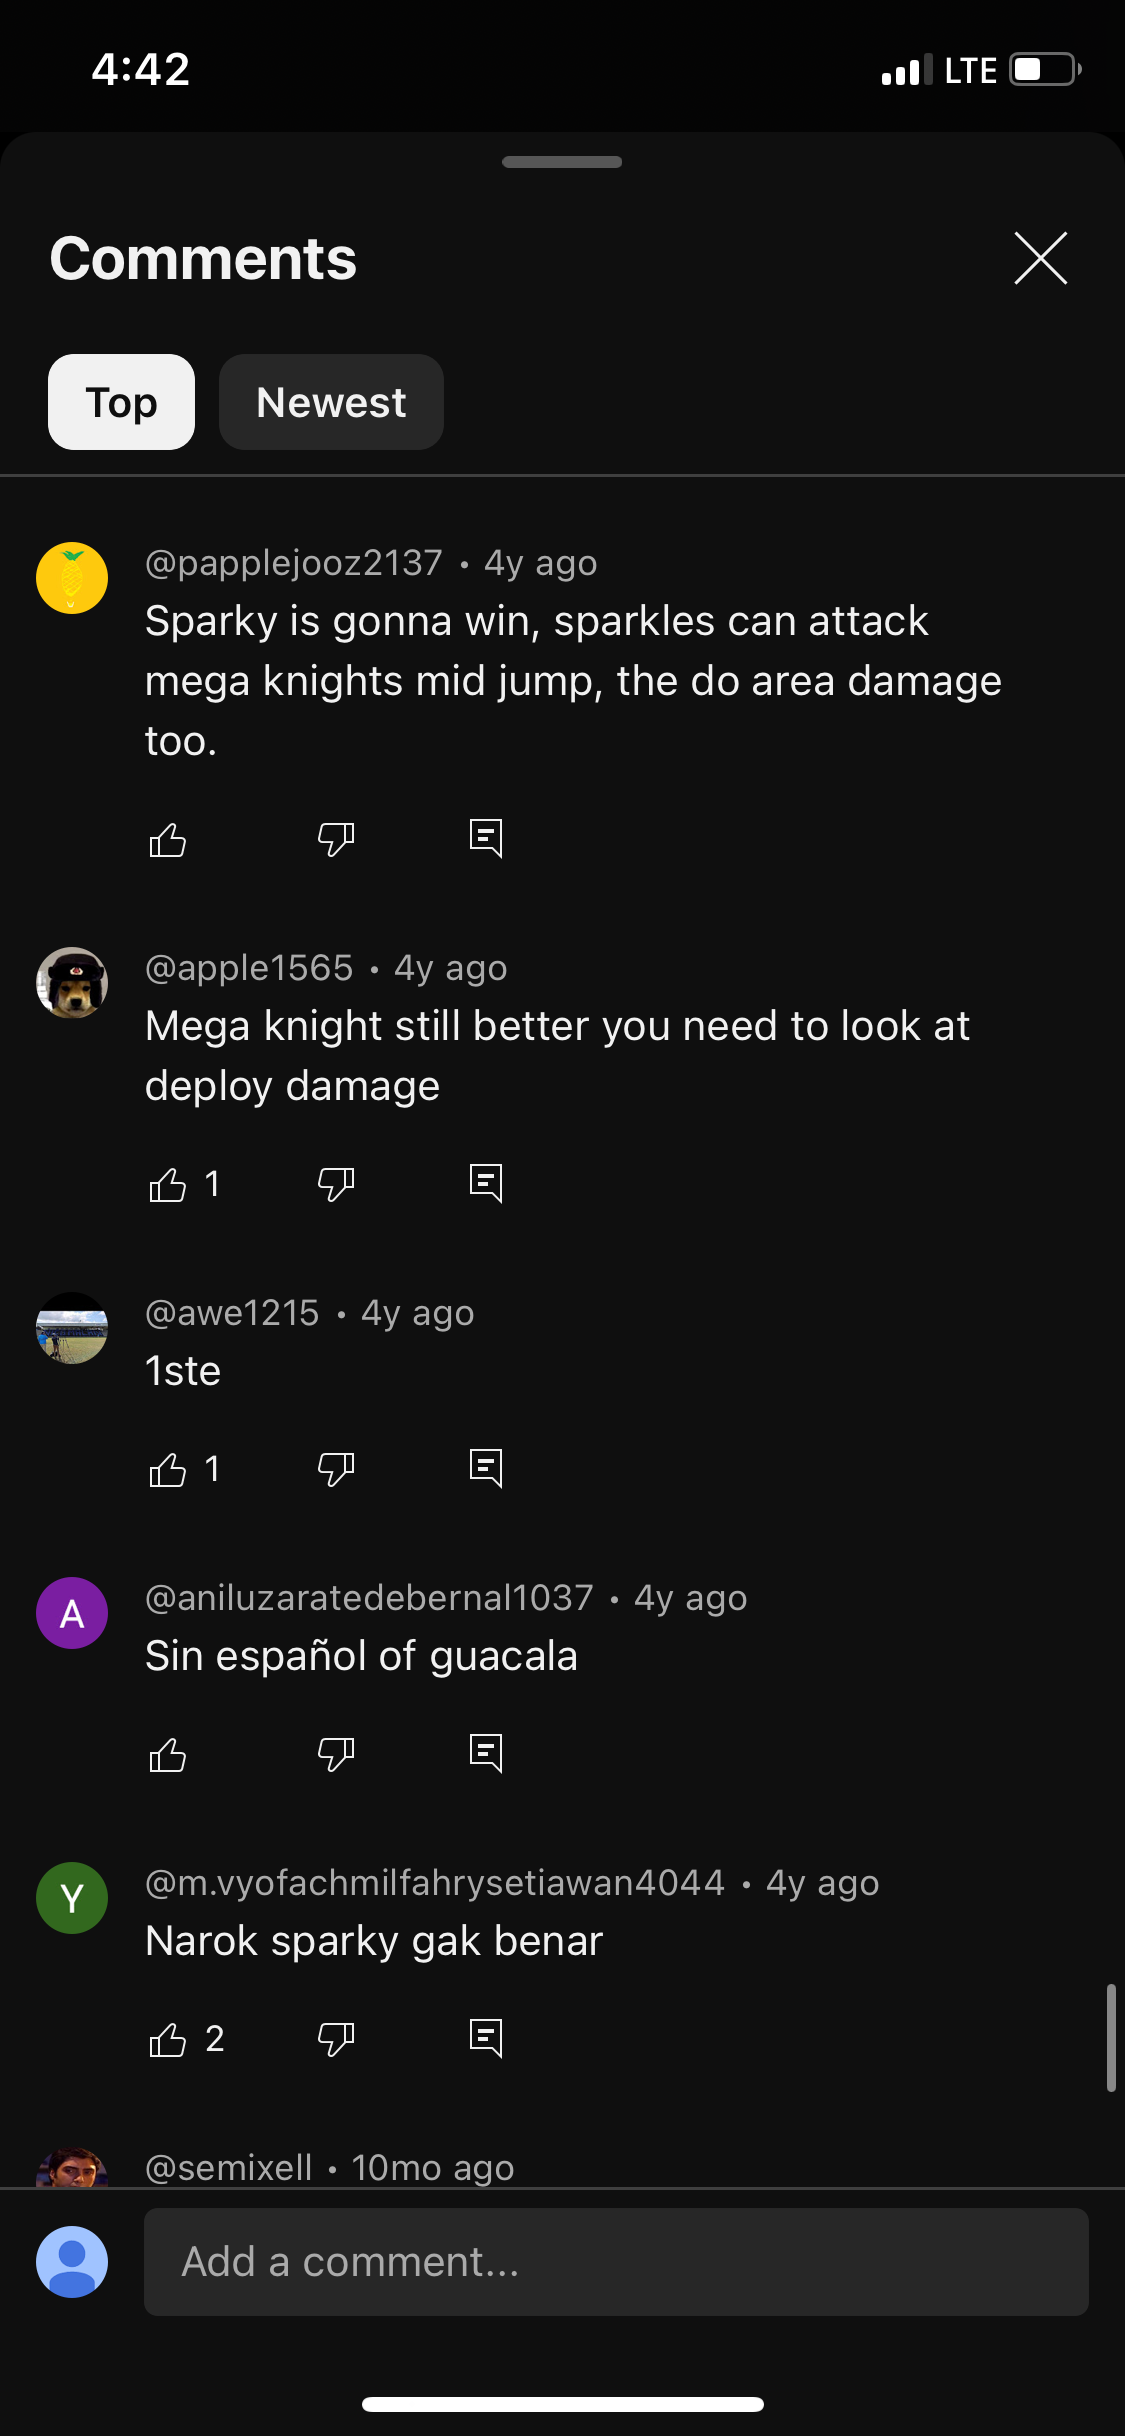 4:42
LTE
Comments
Top
Newest
@papplejooz2137 • 4y ago
Sparky is gonna win, sparkles can attack
mega knights mid jump, the do area damage
too.
@apple1565 • 4y ago
Mega knight still better you need to look at
deploy damage
1
@awe1215 • 4y ago
1ste
1
A
@aniluzaratedebernal1037 • 4y ago
Sin español of guacala
Y
@m.vyofachmilfahrysetiawan4044 • 4y ago
Narok sparky gak benar
2
@semixell • 10mo ago
Add a comment...